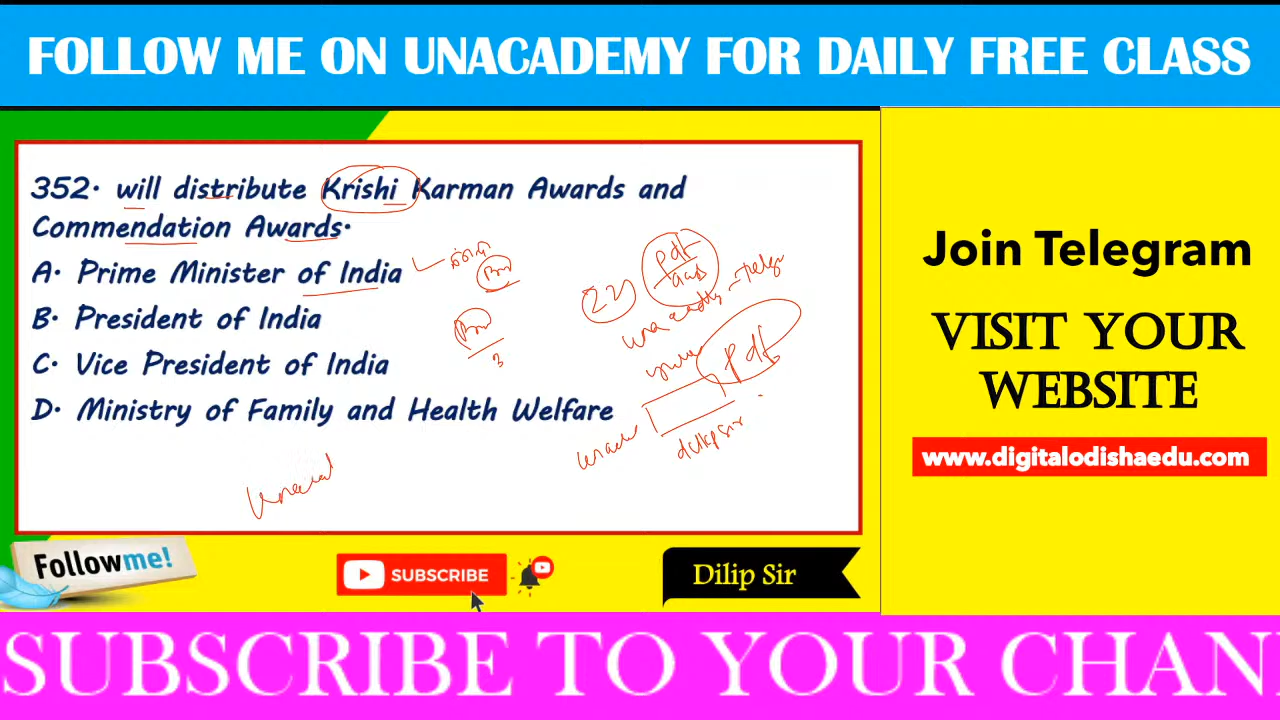 FOLLOW ME ON UNACADEMY FOR DAILY FREE CLASS
352. will distribute Krishi Karman Awards and
Commendation Awards.
A. Prime Minister of India
B. President of India
C. Vice President of India
D. Ministry of Family and Health Welfare
pdf
pdf
Join Telegram
VISIT YOUR
WEBSITE
www.digitalodishaedu.com
Followme!
SUBSCRIBE
Dilip Sir
SUBSCRIBE TO YOUR CHAN